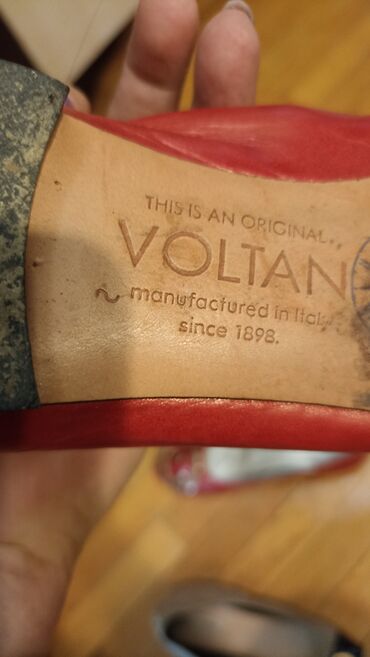 THIS IS AN ORIGINAL
VOLTAN
manufactured in Italy
since 1898.